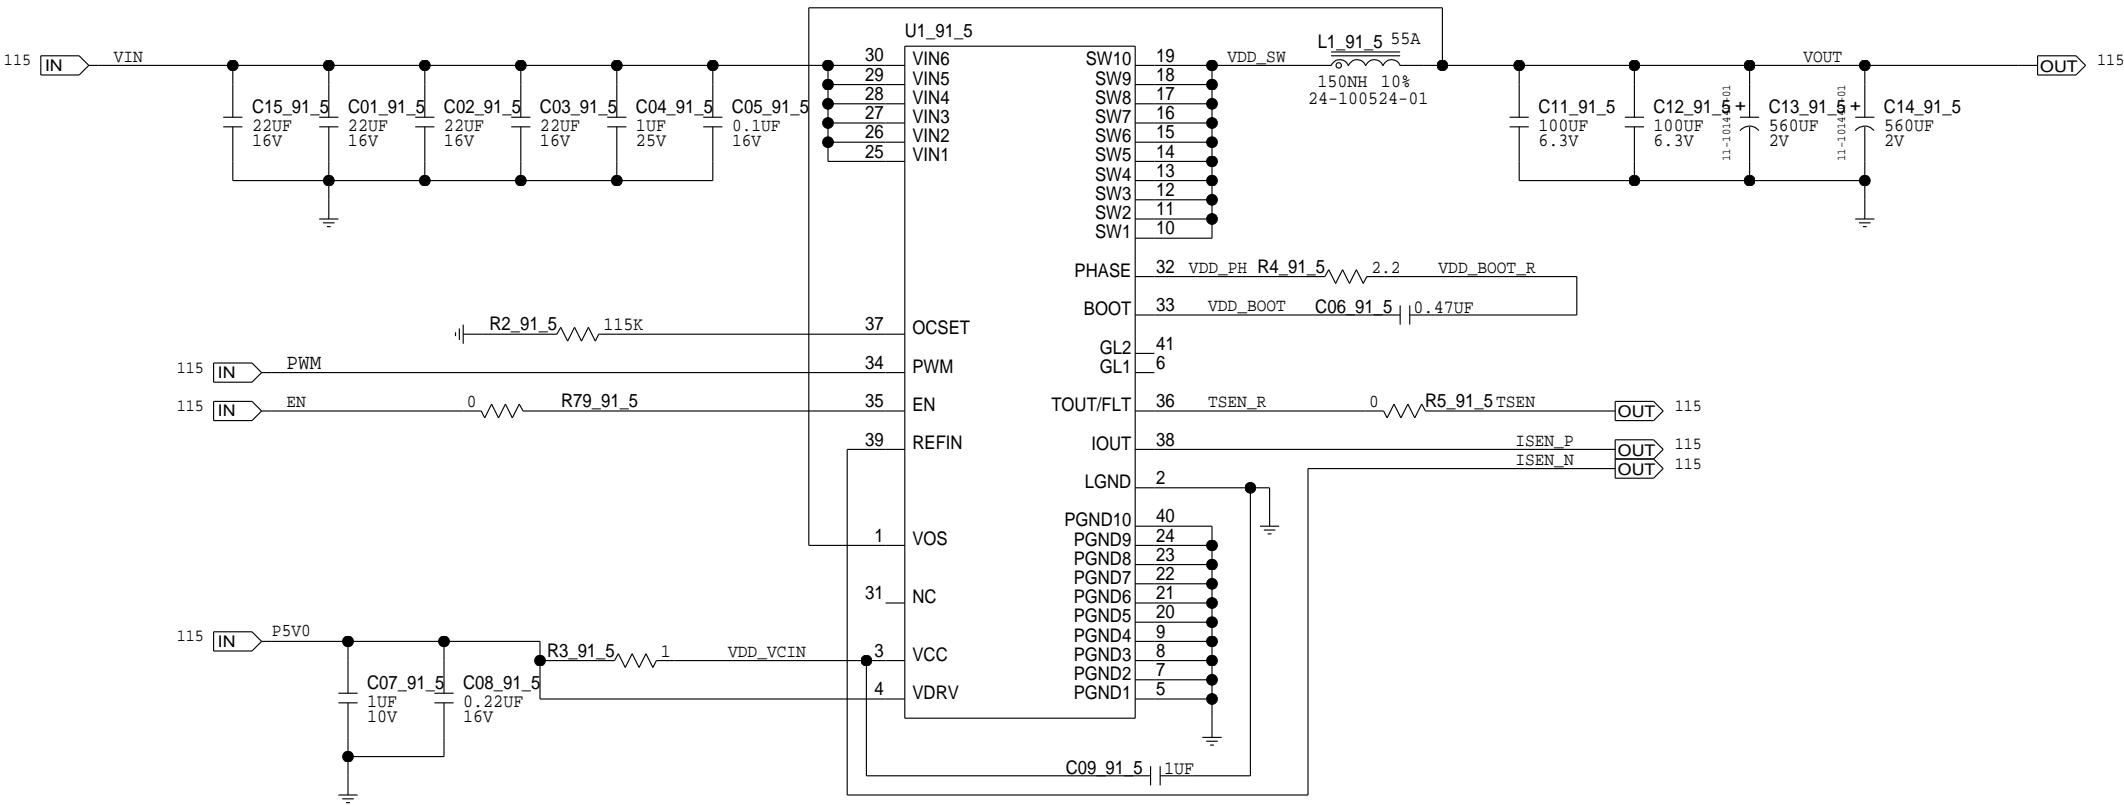 U1_91_5
115 IN VIN
30 VIN6
29 VIN5
28 VIN4
27 VIN3
26 VIN2
25 VIN1
C15_91_5
22UF
16V
C01_91_5
22UF
16V
C02_91_5
22UF
16V
C03_91_5
22UF
16V
C04_91_5
1UF
25V
C05_91_5
0.1UF
16V
SW10 19 VDD_SW
SW9 18
SW8 17
SW7 16
SW6 15
SW5 14
SW4 13
SW3 12
SW2 11
SW1 10
L1_91_5 55A
150NH 10%
24-100524-01
VOUT OUT 115
C11_91_5
100UF
6.3V
C12_91_5
100UF
6.3V
+
C13_91_5
560UF
2V
+
C14_91_5
560UF
2V
PHASE 32 VDD_PH R4_91_5 2.2 VDD_BOOT_R
BOOT 33 VDD_BOOT C06_91_5 0.47UF
R2_91_5 115K 37 OCSET
GL2 41
GL1 6
115 IN PWM 34 PWM
115 IN EN 0 R79_91_5 35 EN
TOUT/FLT 36 TSEN_R 0 R5_91_5 TSEN OUT 115
39 REFIN
IOUT 38 ISEN_P OUT 115
ISEN_N OUT 115
LGND 2
PGND10 40
PGND9 24
PGND8 23
PGND7 22
PGND6 21
PGND5 20
PGND4 9
PGND3 8
PGND2 7
PGND1 5
1 VOS
31 NC
115 IN P5V0
R3_91_5 1 VDD_VCIN 3 VCC
4 VDRV
C07_91_5
1UF
10V
C08_91_5
0.22UF
16V
C09_91_5 1UF